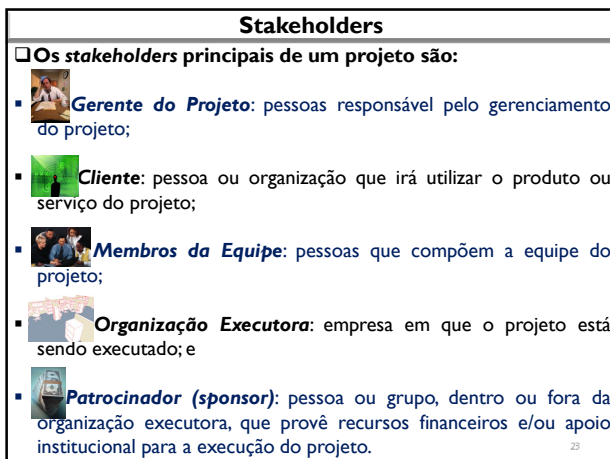 Stakeholders
❑Os stakeholders principais de um projeto são:
▪ Gerente do Projeto: pessoas responsável pelo gerenciamento
do projeto;
▪ Cliente: pessoa ou organização que irá utilizar o produto ou
serviço do projeto;
▪ Membros da Equipe: pessoas que compõem a equipe do
projeto;
▪ Organização Executora: empresa em que o projeto está
sendo executado; e
▪ Patrocinador (sponsor): pessoa ou grupo, dentro ou fora da
organização executora, que provê recursos financeiros e/ou apoio
institucional para a execução do projeto.
23